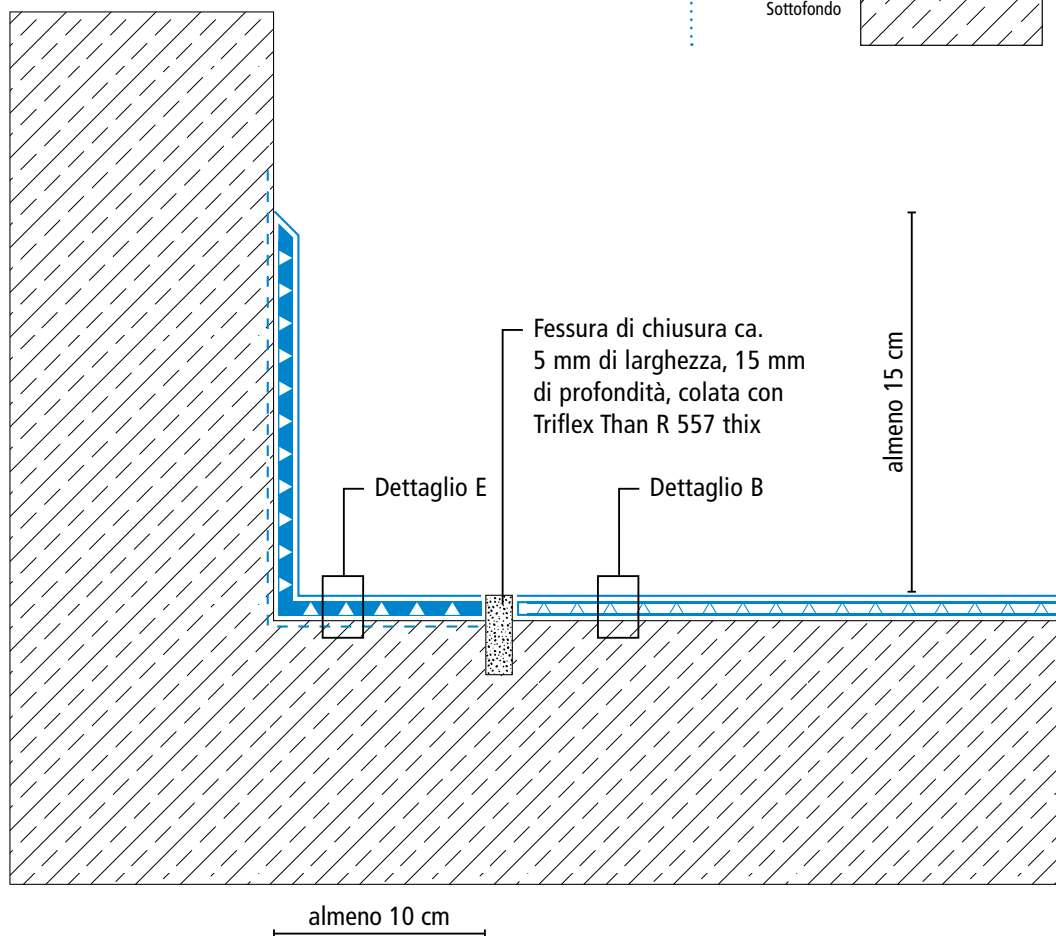 Sottofondo
Fessura di chiusura ca.
5 mm di larghezza, 15 mm
di profondità, colata con
Triflex Than R 557 thix
almeno 15 cm
Dettaglio E
Dettaglio B
almeno 10 cm